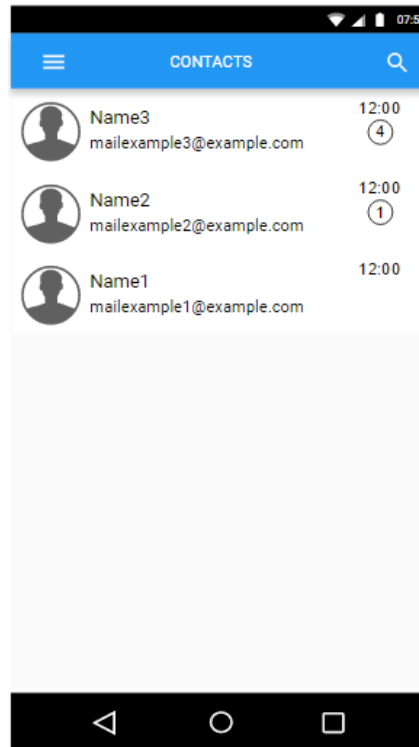 07:5
CONTACTS
Name3
12:00
mailexample3@example.com
4
Name2
12:00
mailexample2@example.com
1
Name1
12:00
mailexample1@example.com